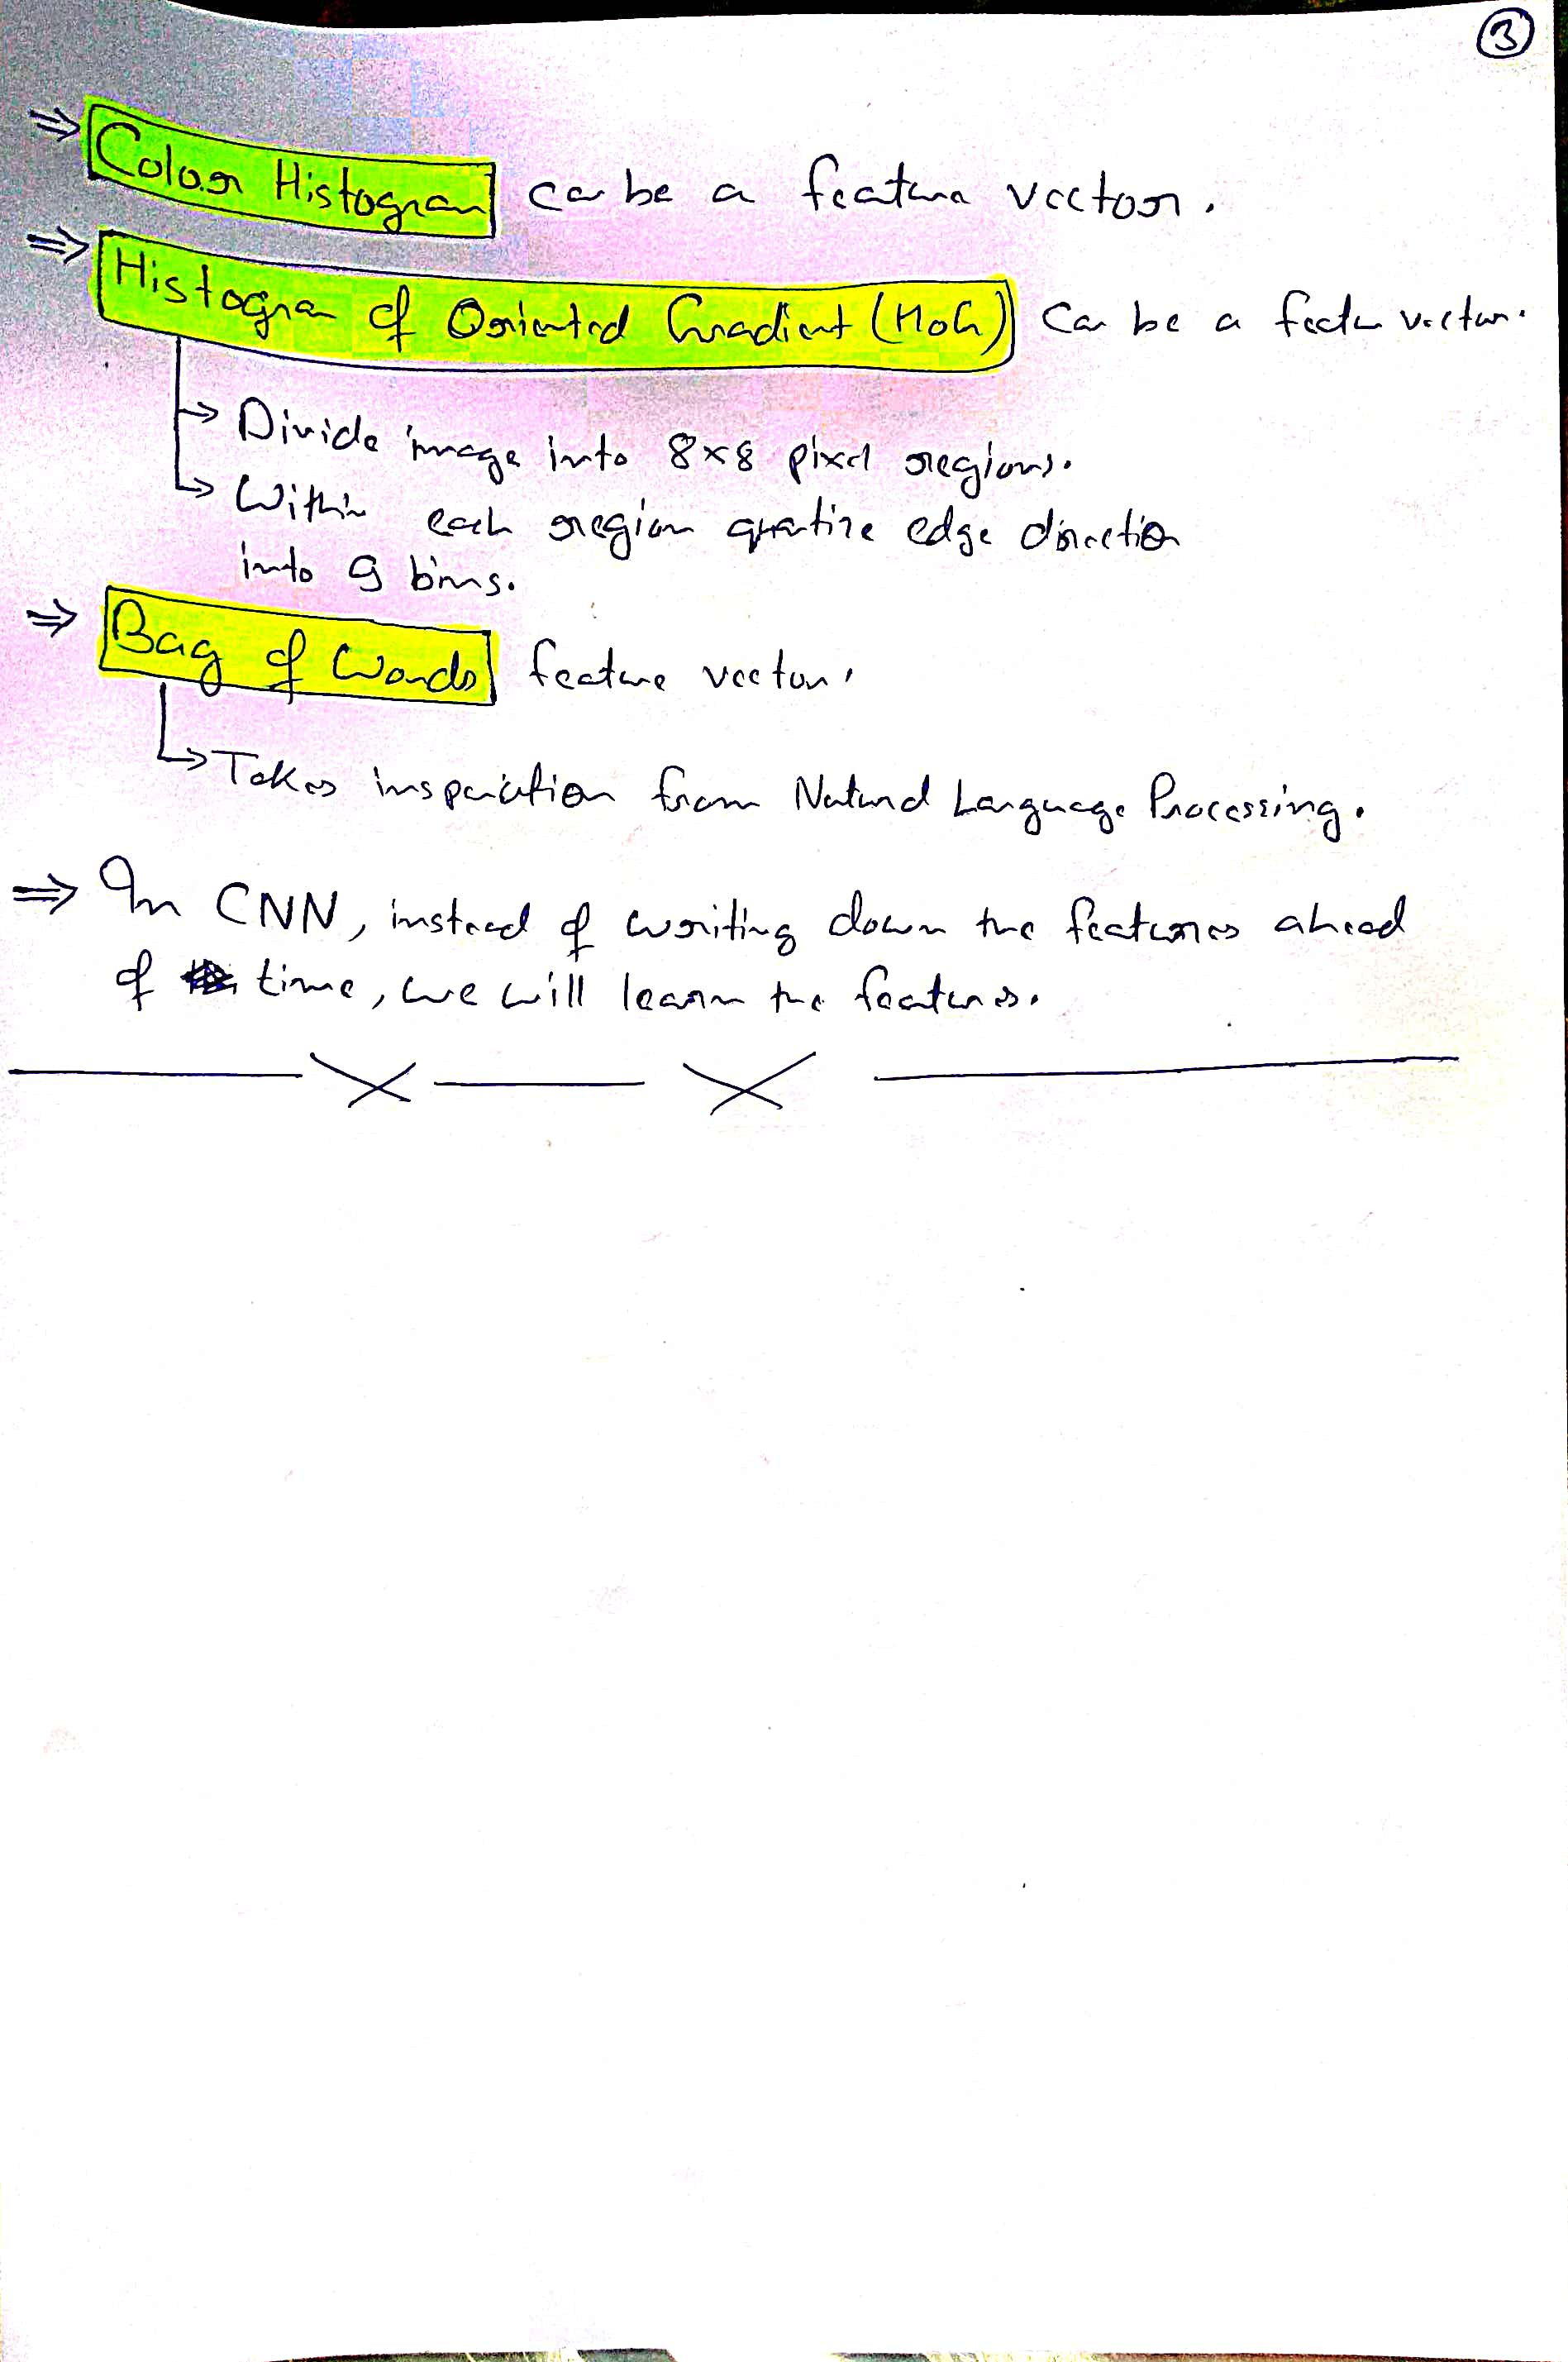 3
⇒ Color Histogram can be a feature vector.
⇒ Histogram of Oriented Gradient (HoG) Can be a feature vector.
→ Divide image into 8×8 pixel regions.
→ Within each region quantize edge direction
into 9 bins.
⇒ Bag of Words feature vector.
→ Takes inspiration from Natural Language Processing.
⇒ In CNN, instead of writing down the features ahead
of time, we will learn the features.